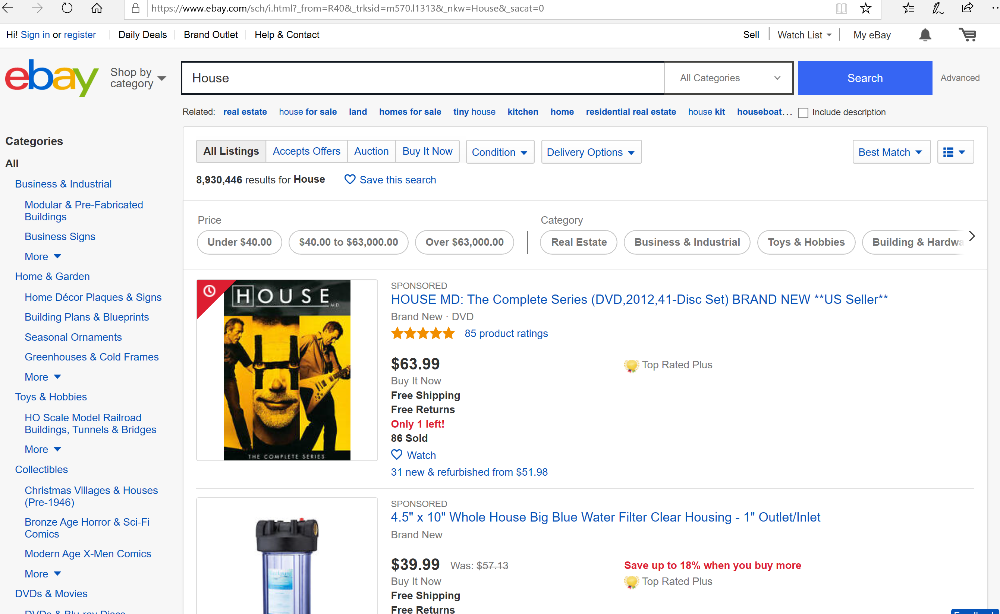 https://www.ebay.com/sch/i.html?_from=R40&_trksid=m570.l1313&_nkw=House&_sacat=0
Hi! Sign in or register Daily Deals Brand Outlet Help & Contact Sell Watch List My eBay
ebay
Shop by
category
House All Categories Search Advanced
Related: real estate house for sale land homes for sale tiny house kitchen home residential real estate house kit houseboat... Include description
Categories
All
Business & Industrial
Modular & Pre-Fabricated
Buildings
Business Signs
More
Home & Garden
Home Décor Plaques & Signs
Building Plans & Blueprints
Seasonal Ornaments
Greenhouses & Cold Frames
More
Toys & Hobbies
HO Scale Model Railroad
Buildings, Tunnels & Bridges
More
Collectibles
Christmas Villages & Houses
(Pre-1946)
Bronze Age Horror & Sci-Fi
Comics
Modern Age X-Men Comics
More
DVDs & Movies
DVDs & Blu-ray Discs
All Listings Accepts Offers Auction Buy It Now Condition Delivery Options Best Match
8,930,446 results for House Save this search
Price
Under $40.00 $40.00 to $63,000.00 Over $63,000.00
Category
Real Estate Business & Industrial Toys & Hobbies Building & Hardwa
HOUSE MD
THE COMPLETE SERIES
SPONSORED
HOUSE MD: The Complete Series (DVD,2012,41-Disc Set) BRAND NEW **US Seller**
Brand New · DVD
85 product ratings
$63.99
Top Rated Plus
Buy It Now
Free Shipping
Free Returns
Only 1 left!
86 Sold
Watch
31 new & refurbished from $51.98
SPONSORED
4.5" x 10" Whole House Big Blue Water Filter Clear Housing - 1" Outlet/Inlet
Brand New
$39.99 Was: $57.13
Save up to 18% when you buy more
Buy It Now
Top Rated Plus
Free Shipping
Free Returns